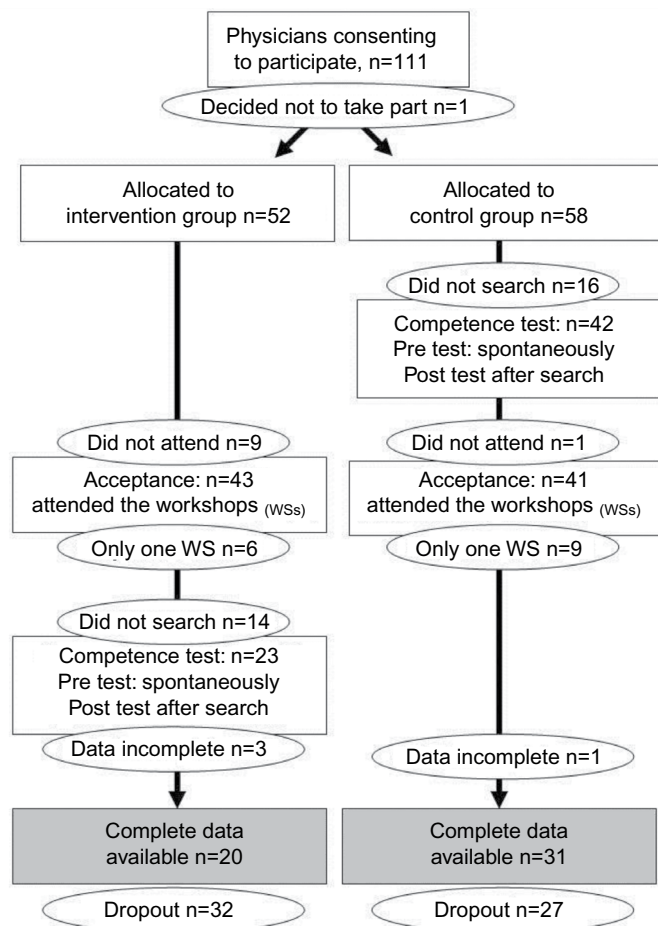 Physicians consenting
to participate, n=111
Decided not to take part n=1
Allocated to
intervention group n=52
Allocated to
control group n=58
Did not search n=16
Competence test: n=42
Pre test: spontaneously
Post test after search
Did not attend n=9
Did not attend n=1
Acceptance: n=43
attended the workshops (WSs)
Acceptance: n=41
attended the workshops (WSs)
Only one WS n=6
Only one WS n=9
Did not search n=14
Competence test: n=23
Pre test: spontaneously
Post test after search
Data incomplete n=3
Data incomplete n=1
Complete data
available n=20
Complete data
available n=31
Dropout n=32
Dropout n=27